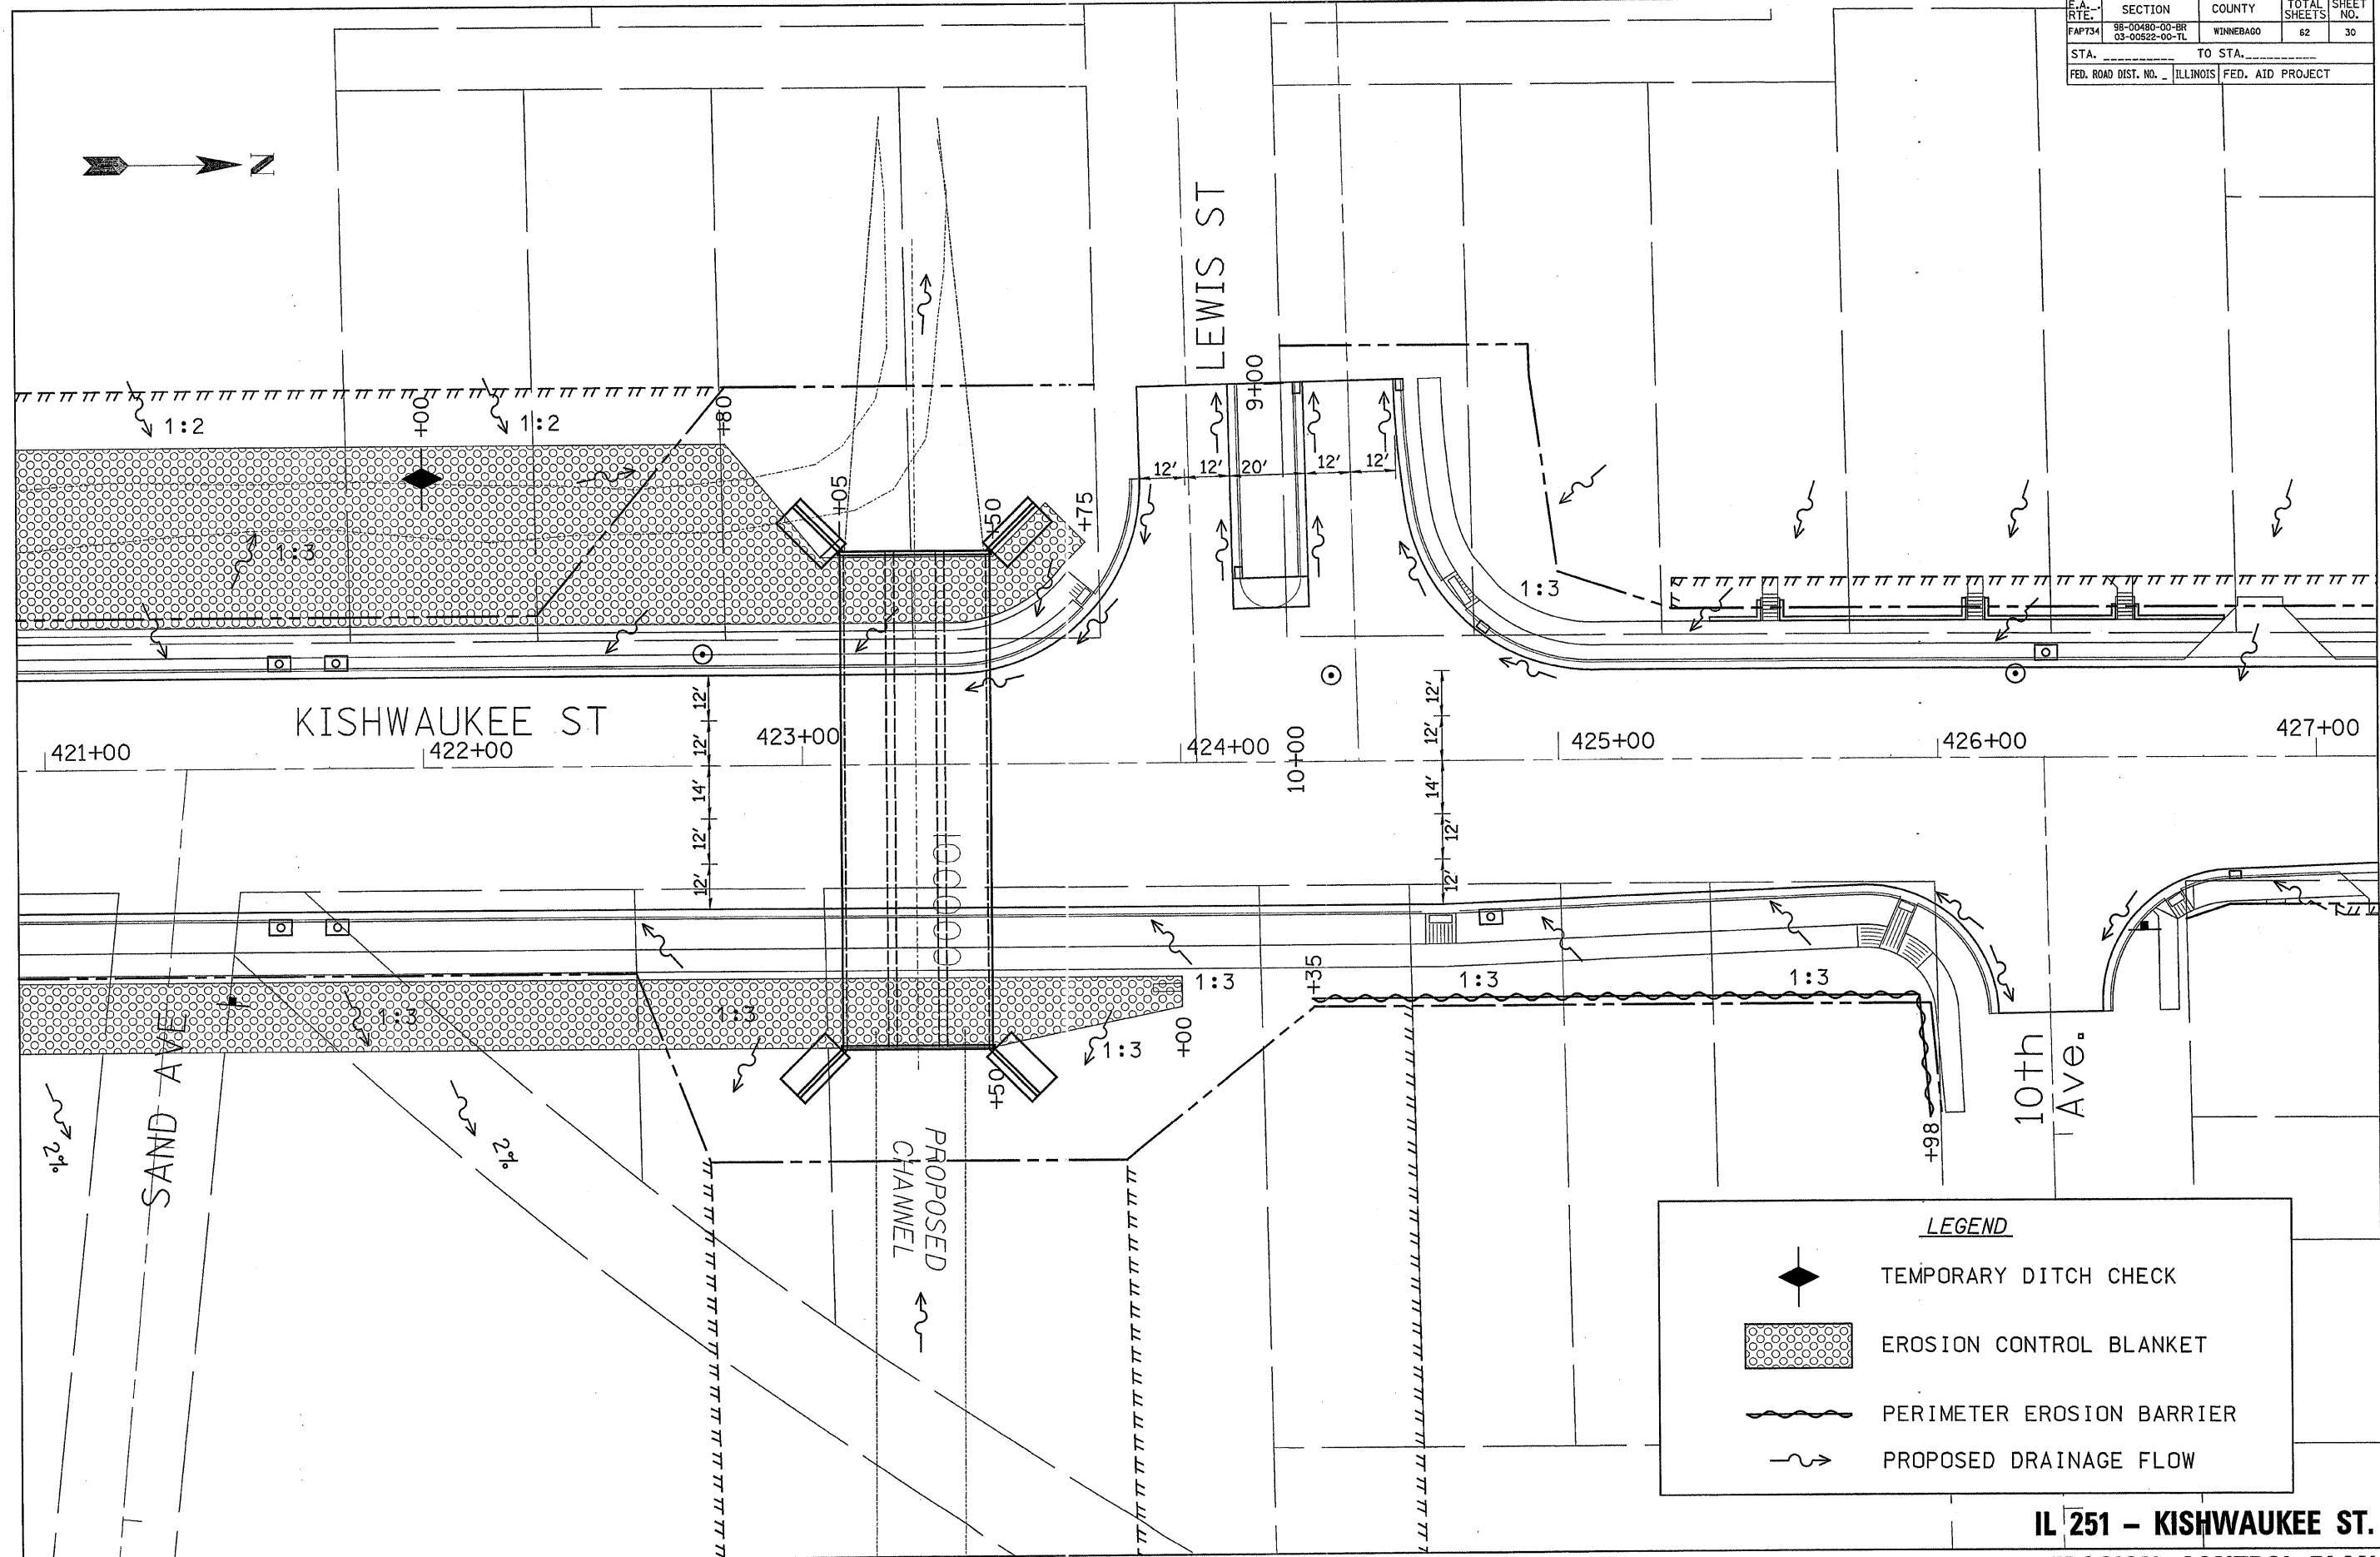 F.A._. RTE. SECTION COUNTY TOTAL SHEETS SHEET NO.
FAP734 98-00480-00-BR 03-00522-00-TL WINNEBAGO 62 30
STA. __________ TO STA. __________
FED. ROAD DIST. NO. _ ILLINOIS FED. AID PROJECT
N
LEWIS ST
9+00
1:2
+00
1:2
+80
12' 12' 20' 12' 12'
+05
+50
+75
1:3
1:3
KISHWAUKEE ST
421+00
422+00
423+00
424+00
10+00
425+00
426+00
427+00
12'
12'
14'
12'
12'
12'
12'
14'
12'
12'
1:3
1:3
1:3
+00
1:3
+35
1:3
1:3
+50
+98
SAND AVE
2%
2%
PROPOSED
CHANNEL
10th
Ave.
LEGEND
TEMPORARY DITCH CHECK
EROSION CONTROL BLANKET
PERIMETER EROSION BARRIER
PROPOSED DRAINAGE FLOW
IL 251 – KISHWAUKEE ST.